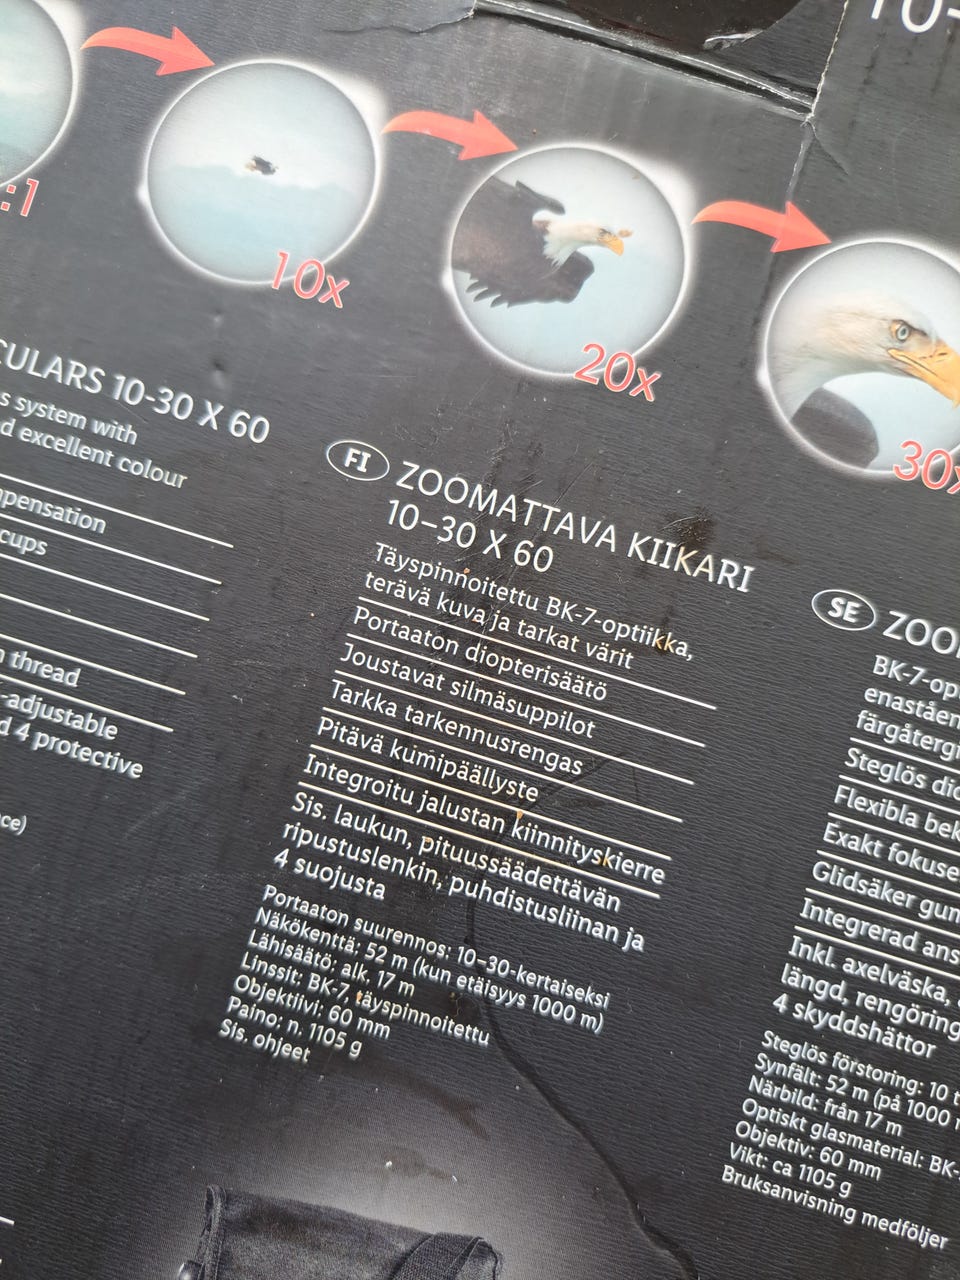 :1
10x
20x
30x
10-
CULARS 10-30 X 60
s system with
d excellent colour
pensation
cups
thread
-adjustable
d 4 protective
ce)
FI ZOOMATTAVA KIIKARI
10–30 X 60
Täyspinnoitettu BK-7-optiikka,
terävä kuva ja tarkat värit
Portaaton diopterisäätö
Joustavat silmäsuppilot
Tarkka tarkennusrengas
Pitävä kumipäällyste
Integroitu jalustan kiinnityskierre
Sis. laukun, pituussäädettävän
ripustuslenkin, puhdistusliinan ja
4 suojusta
Portaaton suurennos: 10–30-kertaiseksi
Näkökenttä: 52 m (kun etäisyys 1000 m)
Lähisäätö: alk. 17 m
Linssit: BK-7, täyspinnoitettu
Objektiivi: 60 mm
Paino: n. 1105 g
Sis. ohjeet
SE ZOO
BK-7-op
enaståen
färgåterg
Steglös dio
Flexibla bek
Exakt fokuse
Glidsäker gum
Integrerad ans
Inkl. axelväska,
längd, rengöring
4 skyddshättor
Steglös förstoring: 10 t
Synfält: 52 m (på 1000
Närbild: från 17 m
Optiskt glasmaterial: BK-
Objektiv: 60 mm
Vikt: ca 1105 g
Bruksanvisning medföljer